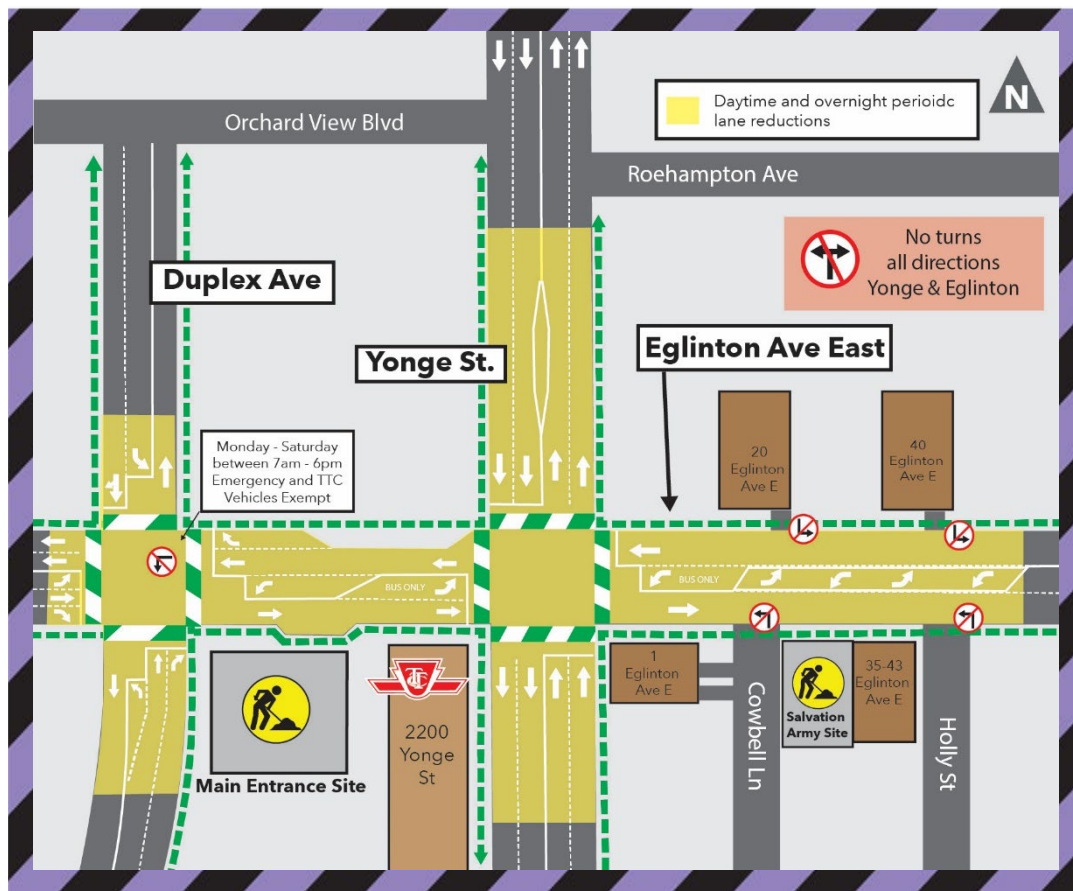 Daytime and overnight perioidc
lane reductions
N
Orchard View Blvd
Roehampton Ave
No turns
all directions
Yonge & Eglinton
Duplex Ave
Yonge St.
Eglinton Ave East
Monday - Saturday
between 7am - 6pm
Emergency and TTC
Vehicles Exempt
20
Eglinton
Ave E
40
Eglinton
Ave E
BUS ONLY
BUS ONLY
Main Entrance Site
TTC
2200
Yonge
St
1
Eglinton
Ave E
Cowbell Ln
Salvation
Army Site
35-43
Eglinton
Ave E
Holly St